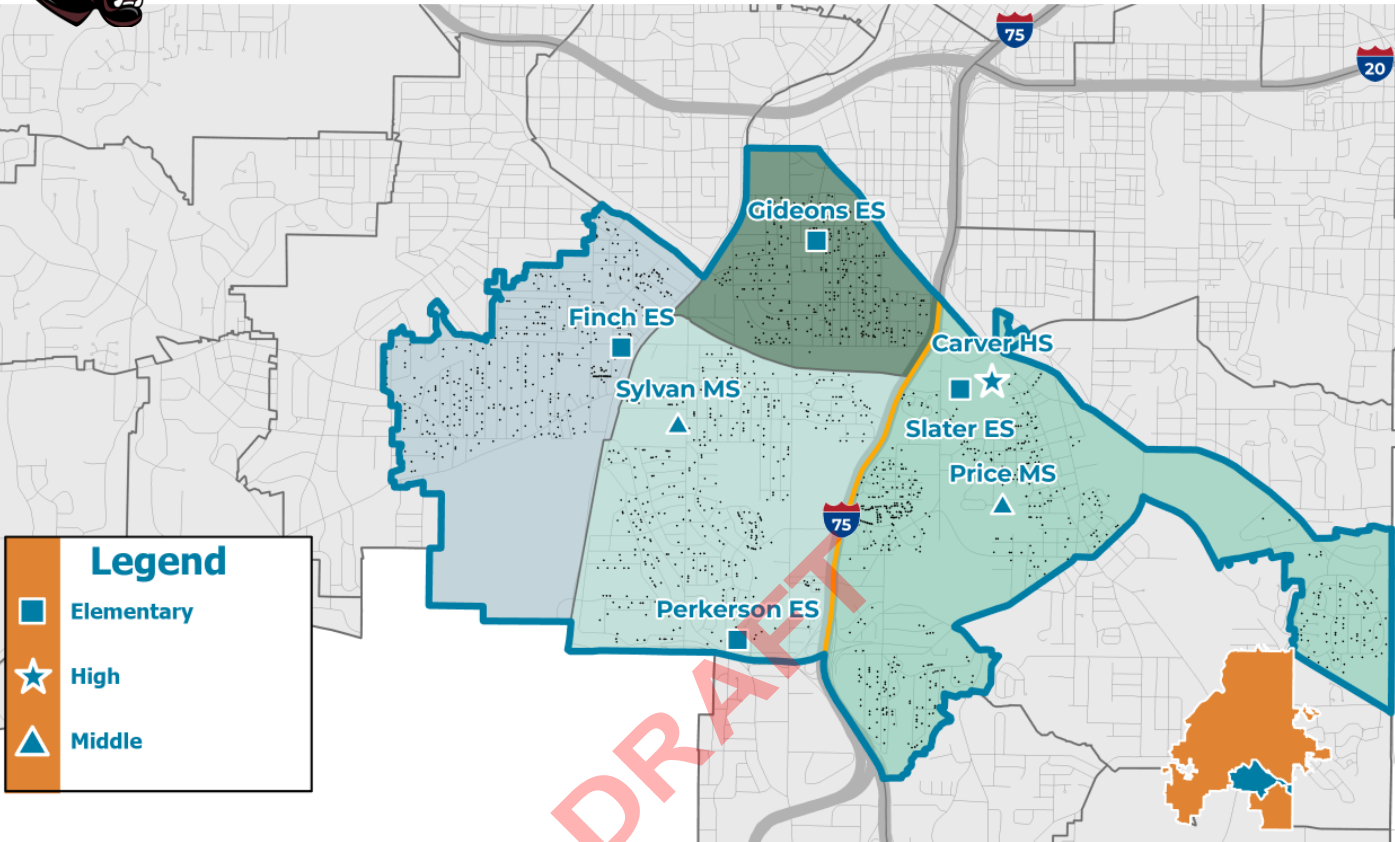 75
20
Gideons ES
Finch ES
Carver HS
Sylvan MS
Slater ES
Price MS
75
Perkerson ES
DRAFT
Legend
Elementary
High
Middle